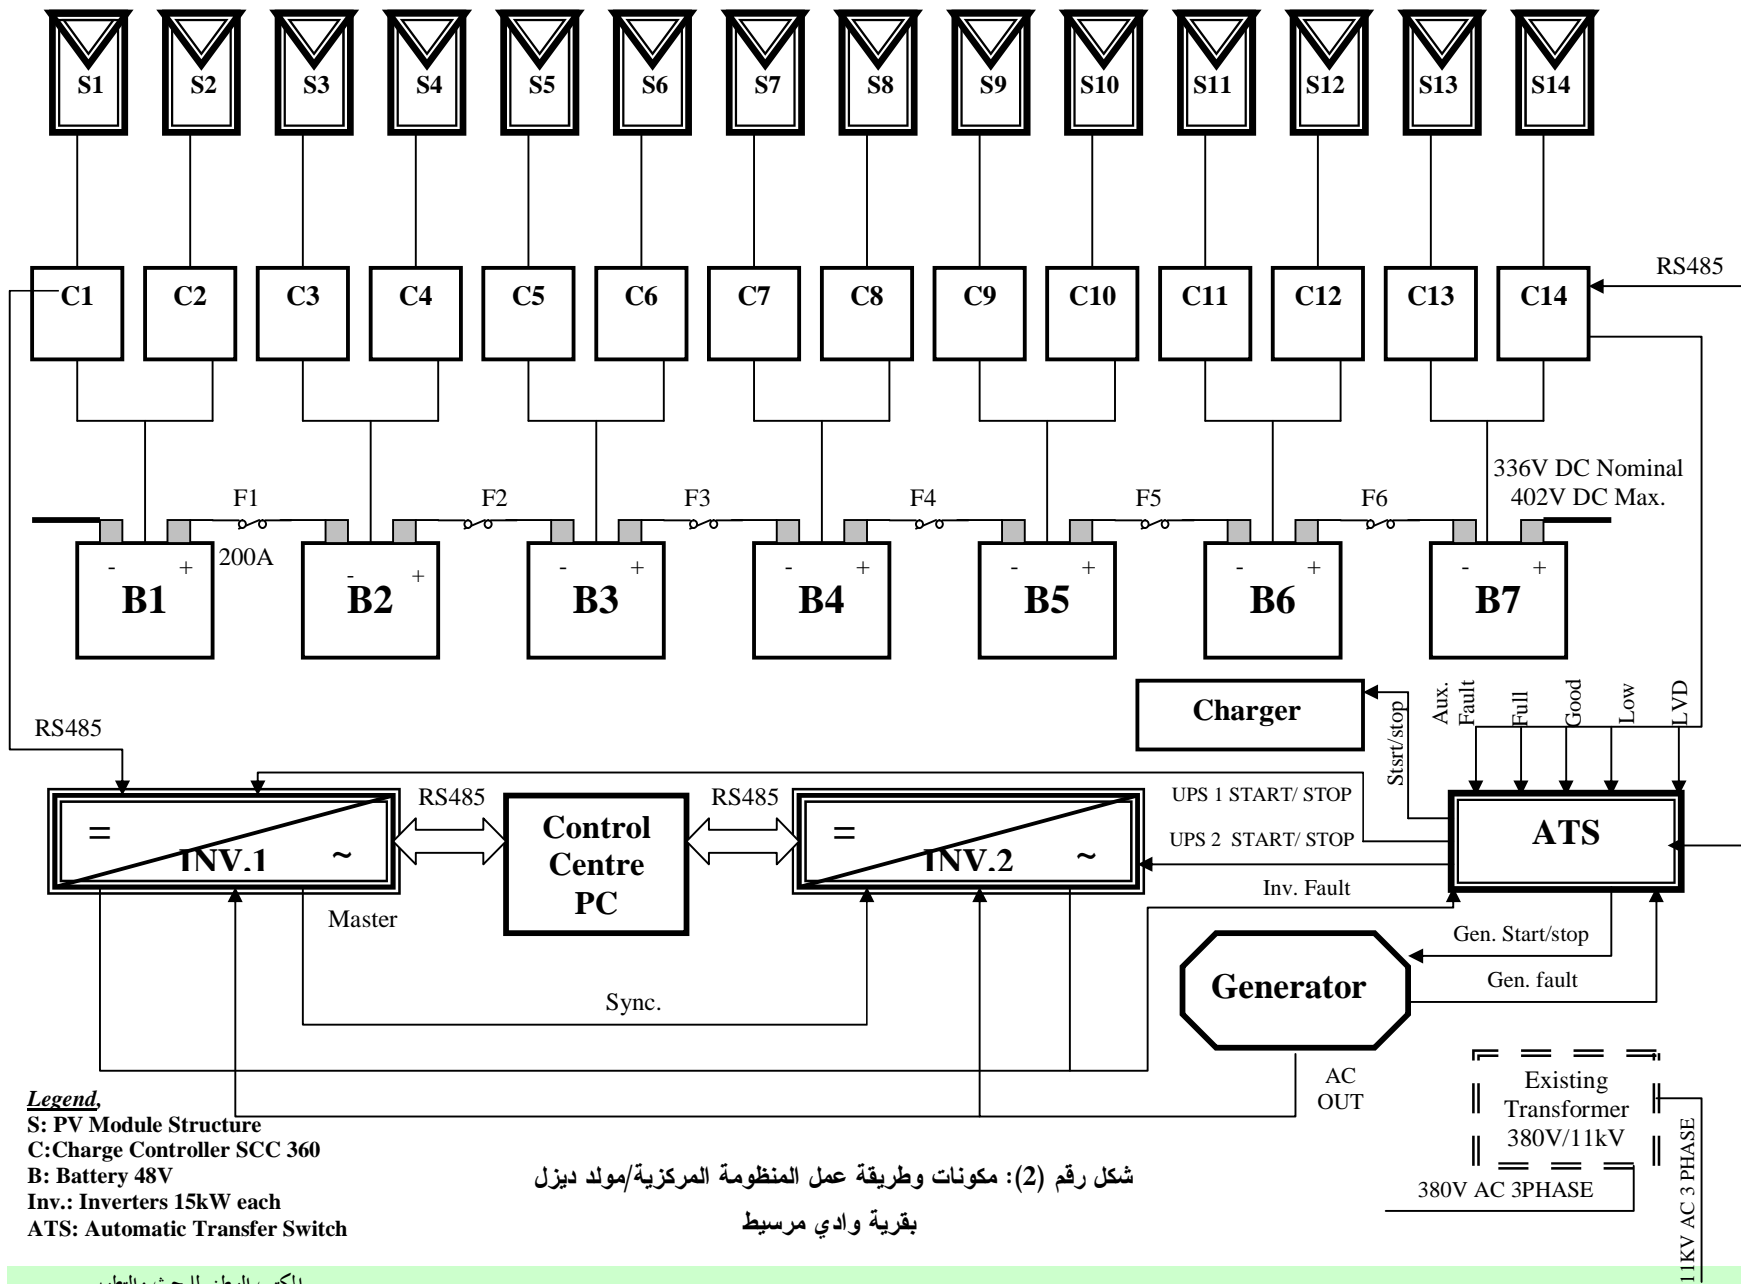 S1 S2 S3 S4 S5 S6 S7 S8 S9 S10 S11 S12 S13 S14
RS485
C1 C2 C3 C4 C5 C6 C7 C8 C9 C10 C11 C12 C13 C14
336V DC Nominal
402V DC Max.
F1 F2 F3 F4 F5 F6
200A
- + - + - + - + - + - + - +
B1 B2 B3 B4 B5 B6 B7
Charger
Stsrt/stop
Aux.
Fault
Full
Good
Low
LVD
RS485
RS485
RS485
UPS 1 START/ STOP
UPS 2 START/ STOP
= INV.1 ~
Control
Centre
PC
= INV.2 ~
ATS
Inv. Fault
Master
Gen. Start/stop
Gen. fault
Generator
Sync.
AC
OUT
Existing
Transformer
380V/11kV
380V AC 3PHASE
11KV AC 3 PHASE
Legend,
S: PV Module Structure
C:Charge Controller SCC 360
B: Battery 48V
Inv.: Inverters 15kW each
ATS: Automatic Transfer Switch
شكل رقم (2): مكونات وطريقة عمل المنظومة المركزية/مولد ديزل
بقرية وادي مرسيط